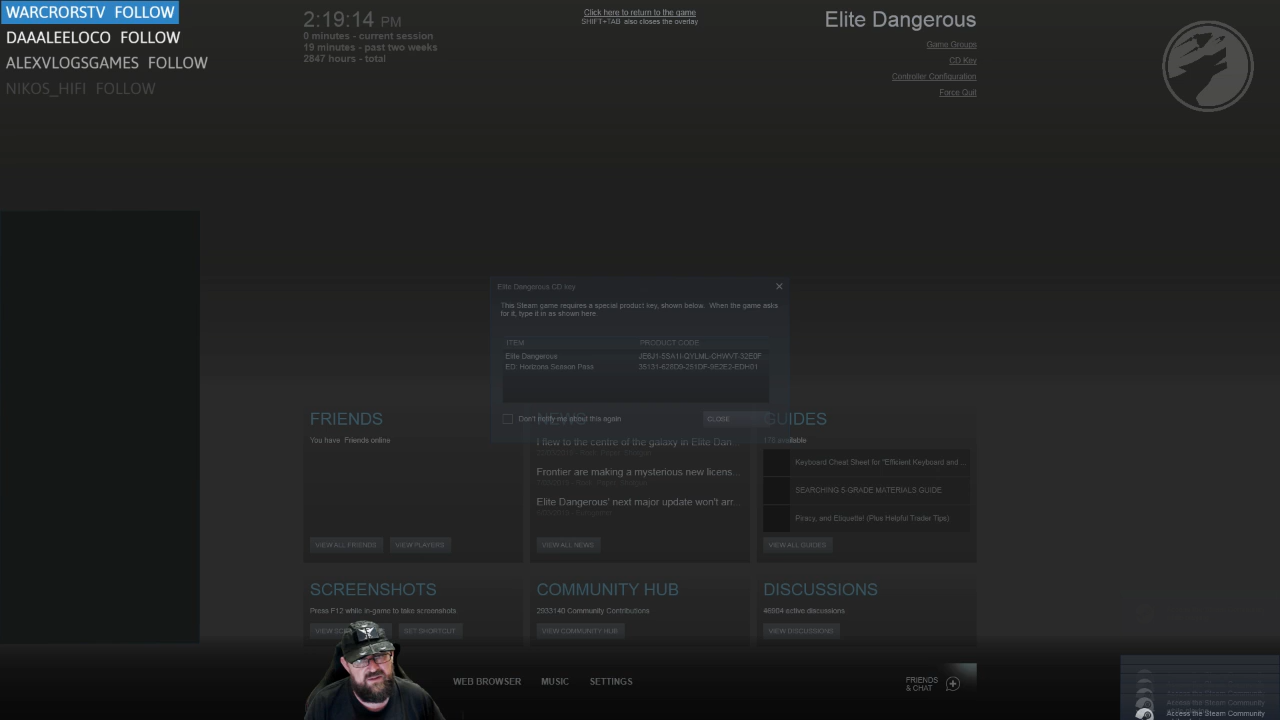 WARCRORSTV FOLLOW
DAAALEELOCO FOLLOW
ALEXVLOGSGAMES FOLLOW
NIKOS_HIFI FOLLOW
2:19:14 PM
0 minutes - current session
19 minutes - past two weeks
2847 hours - total
Click here to return to the game
SHIFT+TAB also closes the overlay
Elite Dangerous
Game Groups
CD Key
Controller Configuration
Force Quit
Elite Dangerous CD key
This Steam game requires a special product key, shown below. When the game asks
for it, type it in as shown here.
ITEM PRODUCT CODE
Elite Dangerous
ED: Horizons Season Pass
Don't notify me about this again
CLOSE
FRIENDS
You have Friends online
VIEW ALL FRIENDS VIEW PLAYERS
NEWS
I flew to the centre of the galaxy in Elite Dan...
Frontier are making a mysterious new licens...
Elite Dangerous' next major update won't arr...
VIEW ALL NEWS
GUIDES
available
Keyboard Cheat Sheet for "Efficient Keyboard and ...
SEARCHING 5-GRADE MATERIALS GUIDE
Piracy, and Etiquette! (Plus Helpful Trader Tips)
VIEW ALL GUIDES
SCREENSHOTS
Press F12 while in-game to take screenshots
VIEW SET SHORTCUT
COMMUNITY HUB
2933140 Community Contributions
VIEW COMMUNITY HUB
DISCUSSIONS
active discussions
VIEW DISCUSSIONS
WEB BROWSER MUSIC SETTINGS
FRIENDS
& CHAT
Access the Steam Community
Access the Steam Community